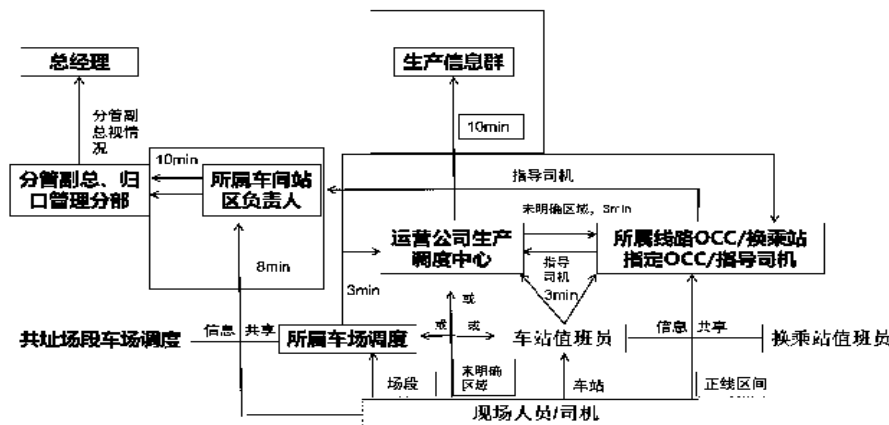 总经理
生产信息群
分管副
总视情
况
10min
10min
分管副总、归
口管理分部
所属车间站
区负责人
指导司机
未明确区域，3min
运营公司生产
调度中心
所属线路OCC/换乘站
指定OCC/指导司机
指导
司机
8min
3min
3min
或
共址场段车场调度
信息
共享
所属车场调度
或
或
车站值班员
信息
共享
换乘站值班员
场段
未明确
区域
车站
正线区间
现场人员/司机